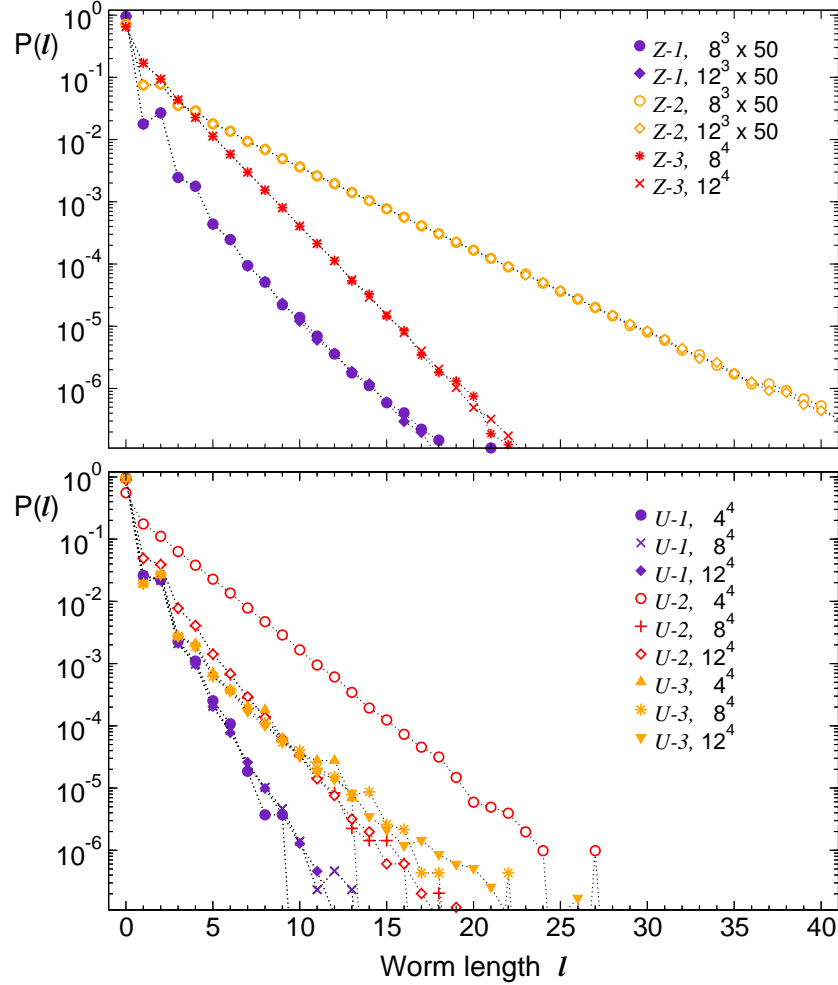 P(l)
10^0
10^-1
10^-2
10^-3
10^-4
10^-5
10^-6
Z-1, 8^3 x 50
Z-1, 12^3 x 50
Z-2, 8^3 x 50
Z-2, 12^3 x 50
Z-3, 8^4
Z-3, 12^4
P(l)
10^0
10^-1
10^-2
10^-3
10^-4
10^-5
10^-6
U-1, 4^4
U-1, 8^4
U-1, 12^4
U-2, 4^4
U-2, 8^4
U-2, 12^4
U-3, 4^4
U-3, 8^4
U-3, 12^4
0 5 10 15 20 25 30 35 40
Worm length l